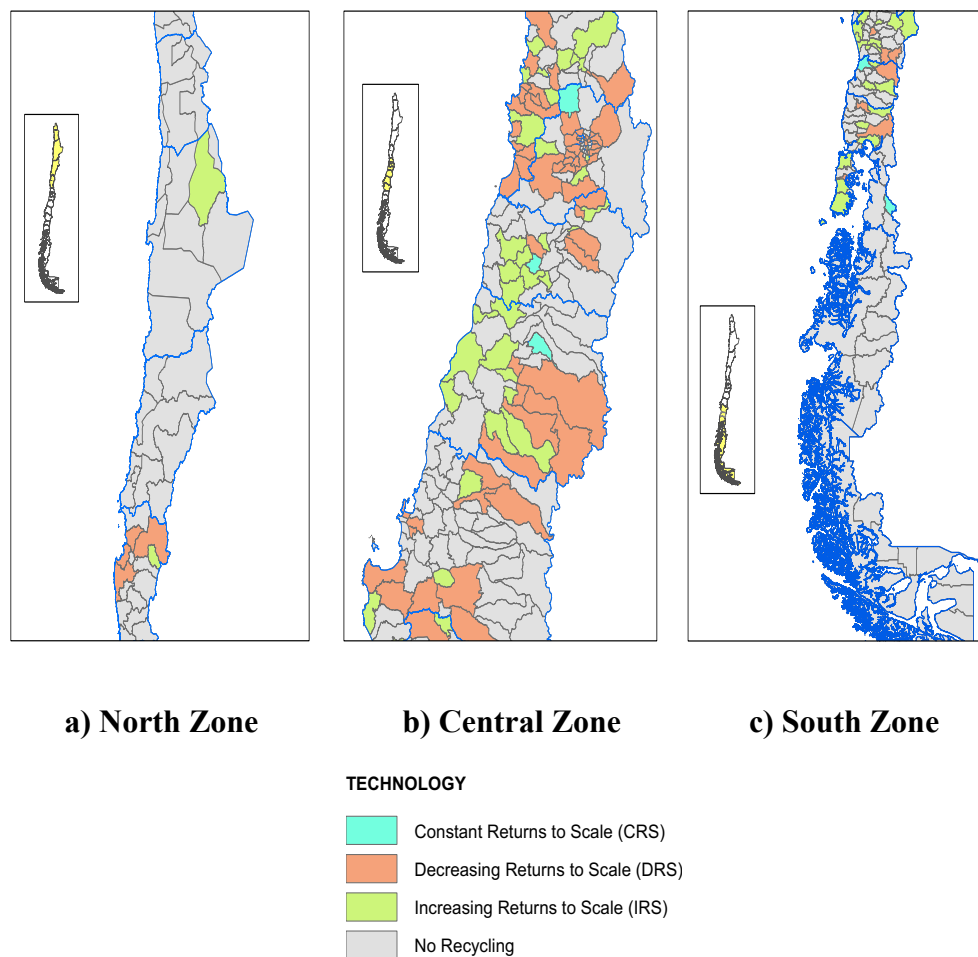 a) North Zone
b) Central Zone
c) South Zone
TECHNOLOGY
Constant Returns to Scale (CRS)
Decreasing Returns to Scale (DRS)
Increasing Returns to Scale (IRS)
No Recycling